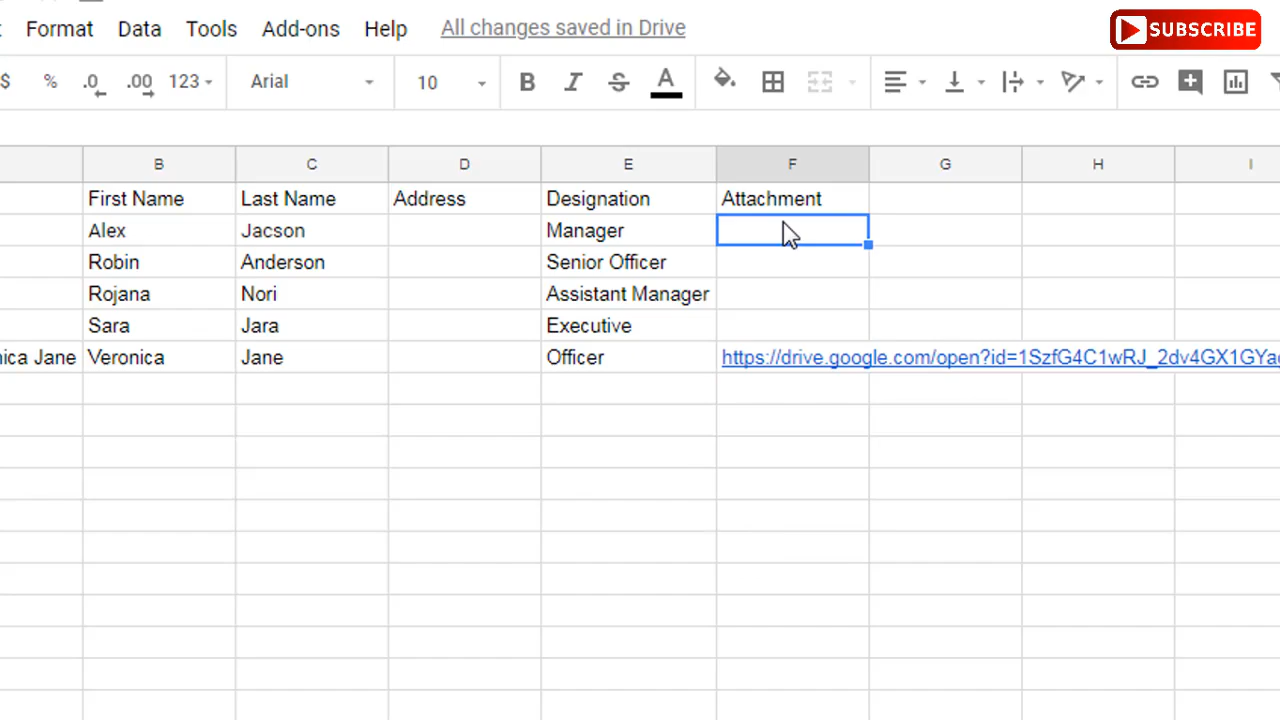 Format Data Tools Add-ons Help All changes saved in Drive SUBSCRIBE
$ % .0 .00 123 Arial 10 B I S A
B C D E F G H I
First Name Last Name Address Designation Attachment
Alex Jacson Manager
Robin Anderson Senior Officer
Rojana Nori Assistant Manager
Sara Jara Executive
nica Jane Veronica Jane Officer https://drive.google.com/open?id=1SzfG4C1wRJ_2dv4GX1GYa